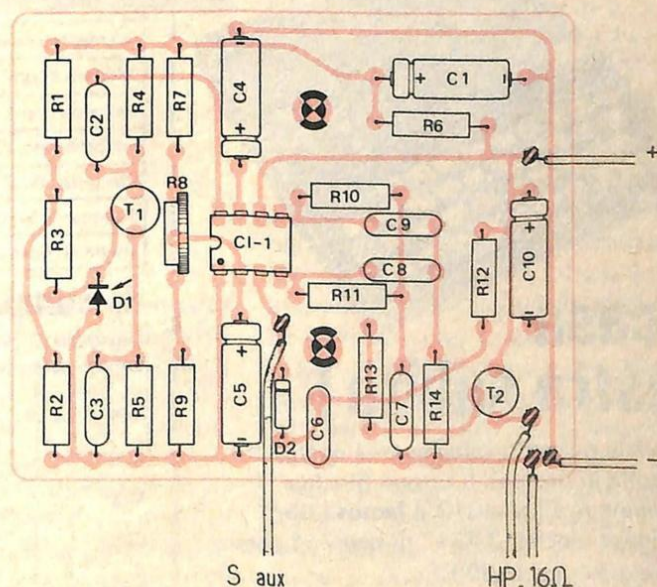 R1
C2
R4
R7
C4
+
-
+
C1
-
R6
+
R3
T1
R8
CI-1
R10
C9
C8
R11
R12
+
C10
-
D1
R2
C3
R5
R9
+
C5
-
D2
C6
R13
C7
R14
T2
-
S aux
HP. 16Ω